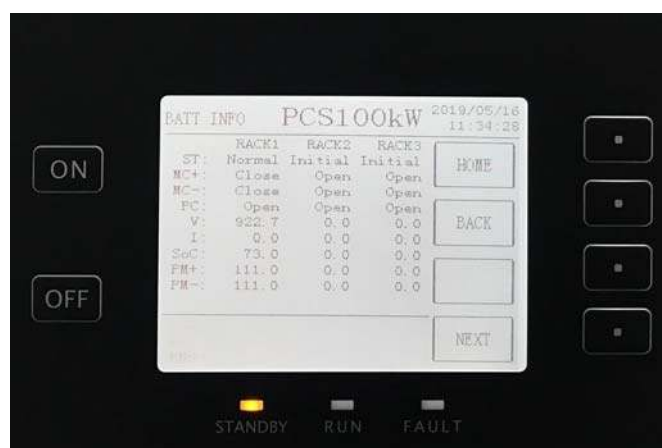 BATT INFO PCS100kW 2019/05/16
11:34:28
RACK1 RACK2 RACK3
ST: Normal Initial Initial
MC+: Close Open Open
MC-: Close Open Open
PC: Open Open Open
V: 922.7 0.0 0.0
I: 0.0 0.0 0.0
SoC: 73.0 0.0 0.0
PM+: 111.0 0.0 0.0
PM-: 111.0 0.0 0.0
HOME
BACK
NEXT
ON
OFF
STANDBY RUN FAULT